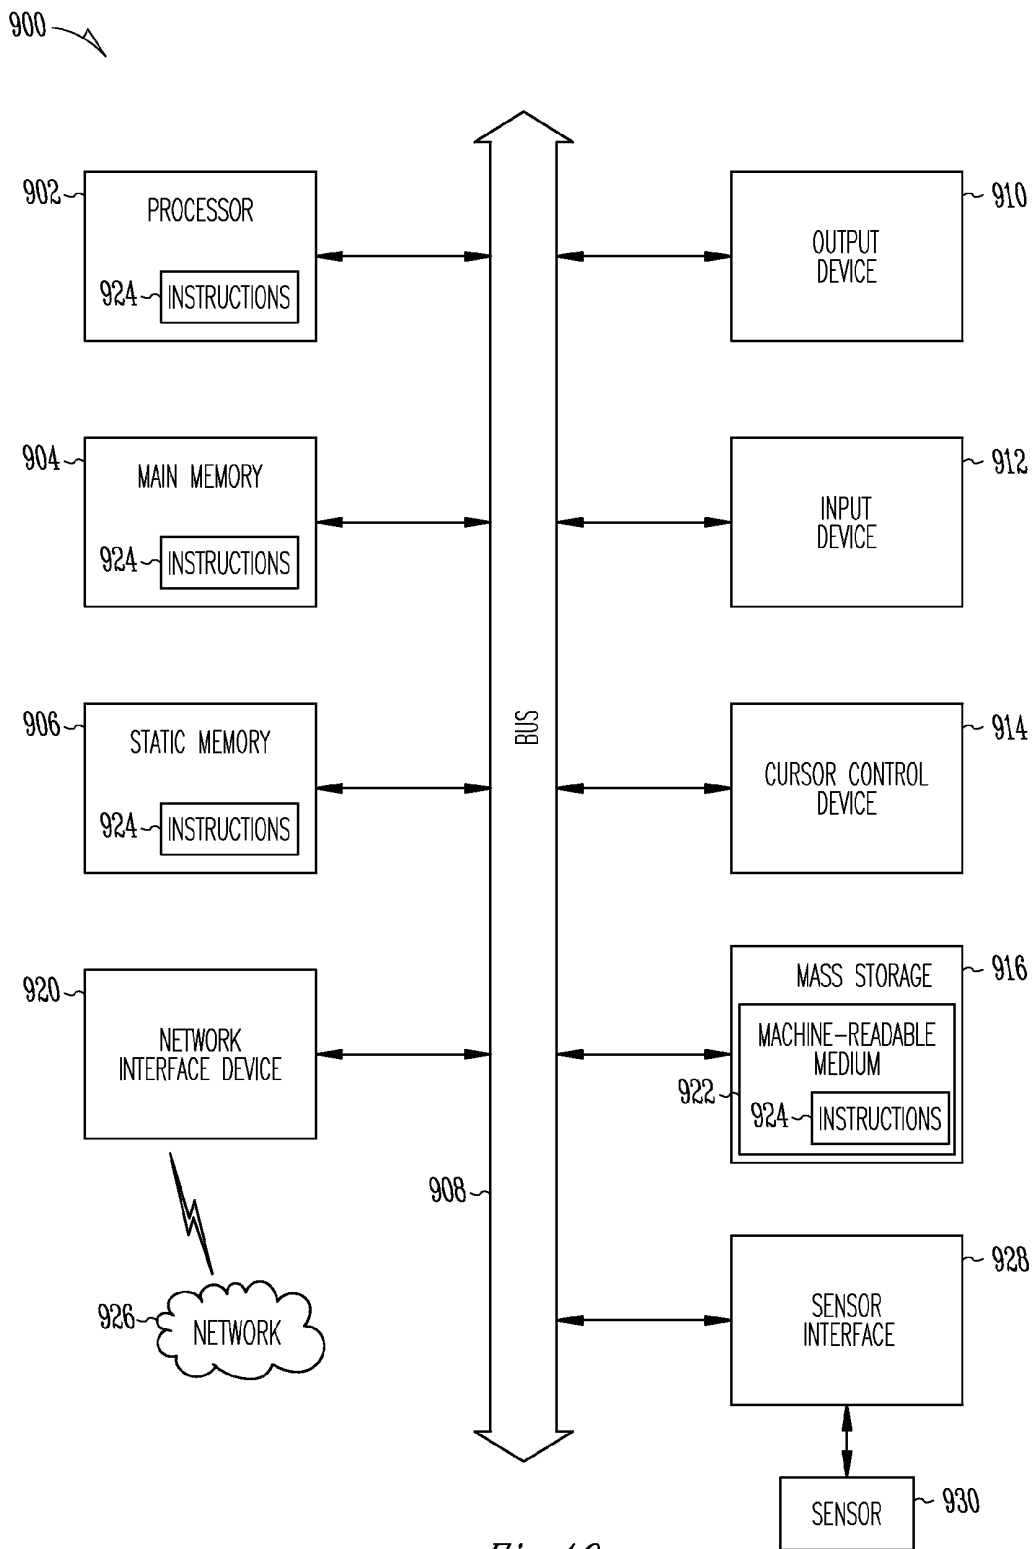 900
902
PROCESSOR
924
INSTRUCTIONS
910
OUTPUT
DEVICE
904
MAIN MEMORY
924
INSTRUCTIONS
912
INPUT
DEVICE
906
STATIC MEMORY
924
INSTRUCTIONS
BUS
914
CURSOR CONTROL
DEVICE
920
NETWORK
INTERFACE DEVICE
916
MASS STORAGE
MACHINE-READABLE
MEDIUM
922
924
INSTRUCTIONS
908
926
NETWORK
928
SENSOR
INTERFACE
930
SENSOR